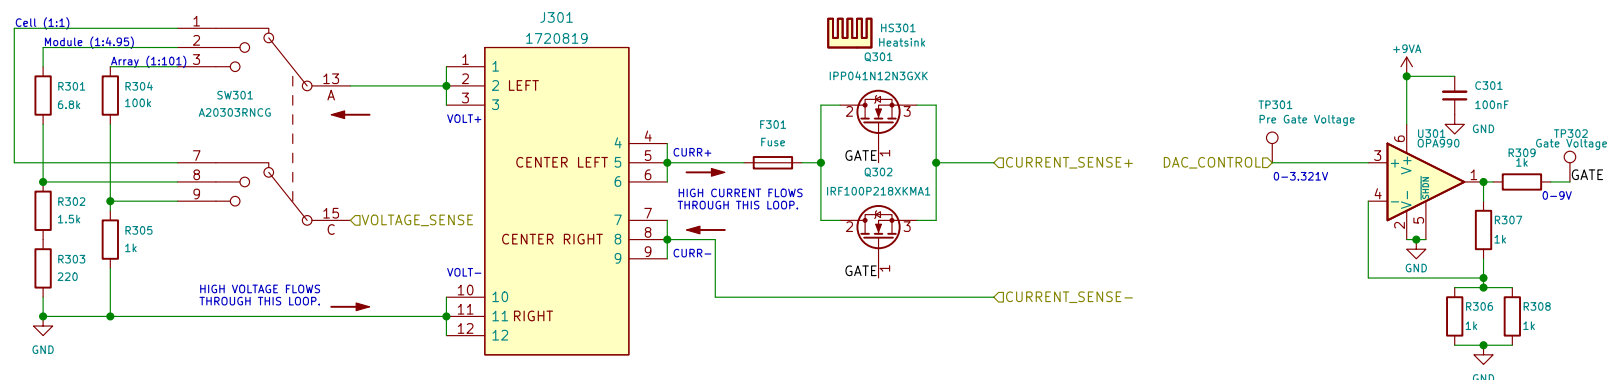 Cell (1:1)
1
Module (1:4.95)
2
Array (1:101)
3
R301
6.8k
R304
100k
SW301
A20303RNCG
13
A
7
8
9
R302
1.5k
R305
1k
R303
220
15
C
VOLTAGE_SENSE
HIGH VOLTAGE FLOWS
THROUGH THIS LOOP.
GND
J301
1720819
1 1
2 2 LEFT
3 3
VOLT+
4 4
CENTER LEFT 5 5
6 6
CURR+
HIGH CURRENT FLOWS
THROUGH THIS LOOP.
7 7
CENTER RIGHT 8 8
9 9
CURR-
VOLT-
10 10
11 11 RIGHT
12 12
F301
Fuse
HS301
Heatsink
Q301
IPP041N12N3GXK
2 3
GATE 1
Q302
IRF100P218XKMA1
2 3
GATE 1
CURRENT_SENSE+
CURRENT_SENSE-
DAC_CONTROL
TP301
Pre Gate Voltage
0-3.321V
+9VA
C301
100nF
GND
U301
OPA990
6
V+
3 +
4 -
V-
SHDN
2 5
1
GND
R309
1k
TP302
Gate Voltage
GATE
0-9V
R307
1k
R306
1k
R308
1k
GND